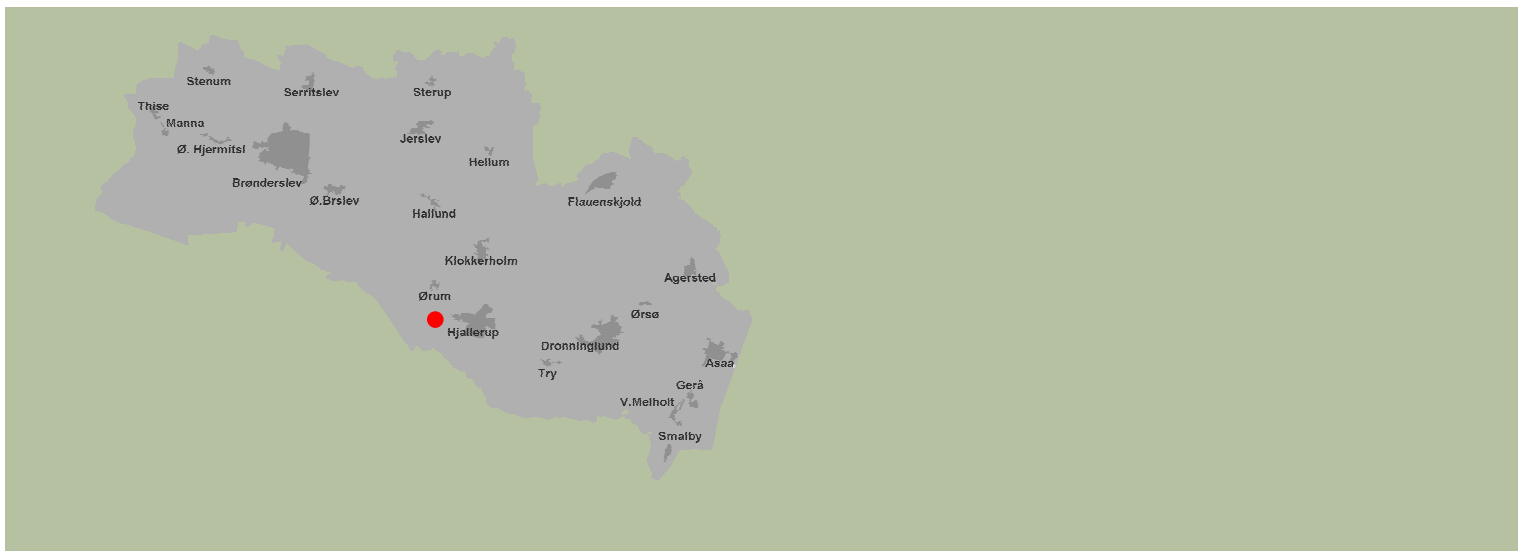 Stenum
Serritslev
Sterup
Thise
Manna
Jerslev
Ø. Hjermitsl
Hellum
Brønderslev
Ø.Brslev
Flauenskjold
Hallund
Klokkerholm
Agersted
Ørum
Ørsø
Hjallerup
Dronninglund
Asaa
Try
Gerå
V.Melholt
Smalby